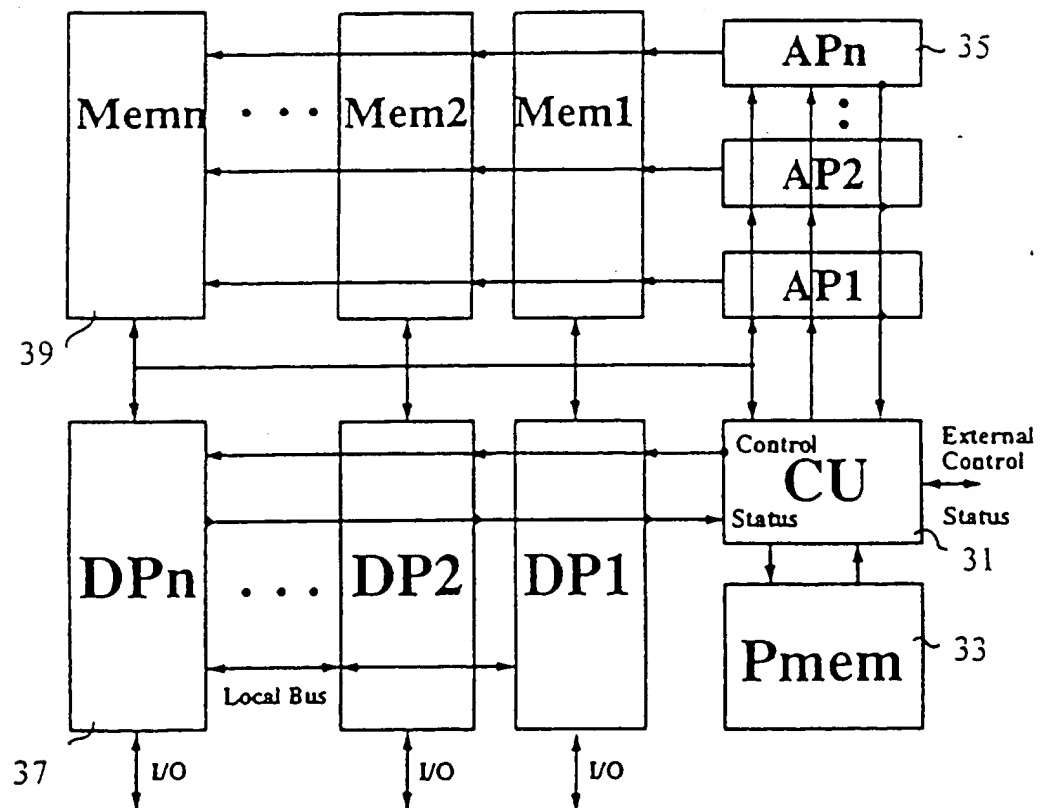 APn
35
Memn
Mem2
Mem1
AP2
AP1
39
Control
CU
Status
External
Control
Status
31
DPn
DP2
DP1
Pmem
33
Local Bus
37
I/O
I/O
I/O